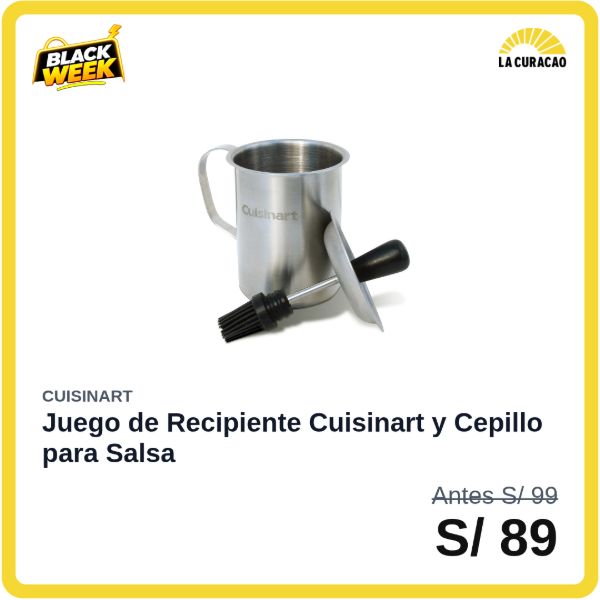 BLACK
WEEK
LA CURACAO
Cuisinart
CUISINART
Juego de Recipiente Cuisinart y Cepillo
para Salsa
Antes S/ 99
S/ 89